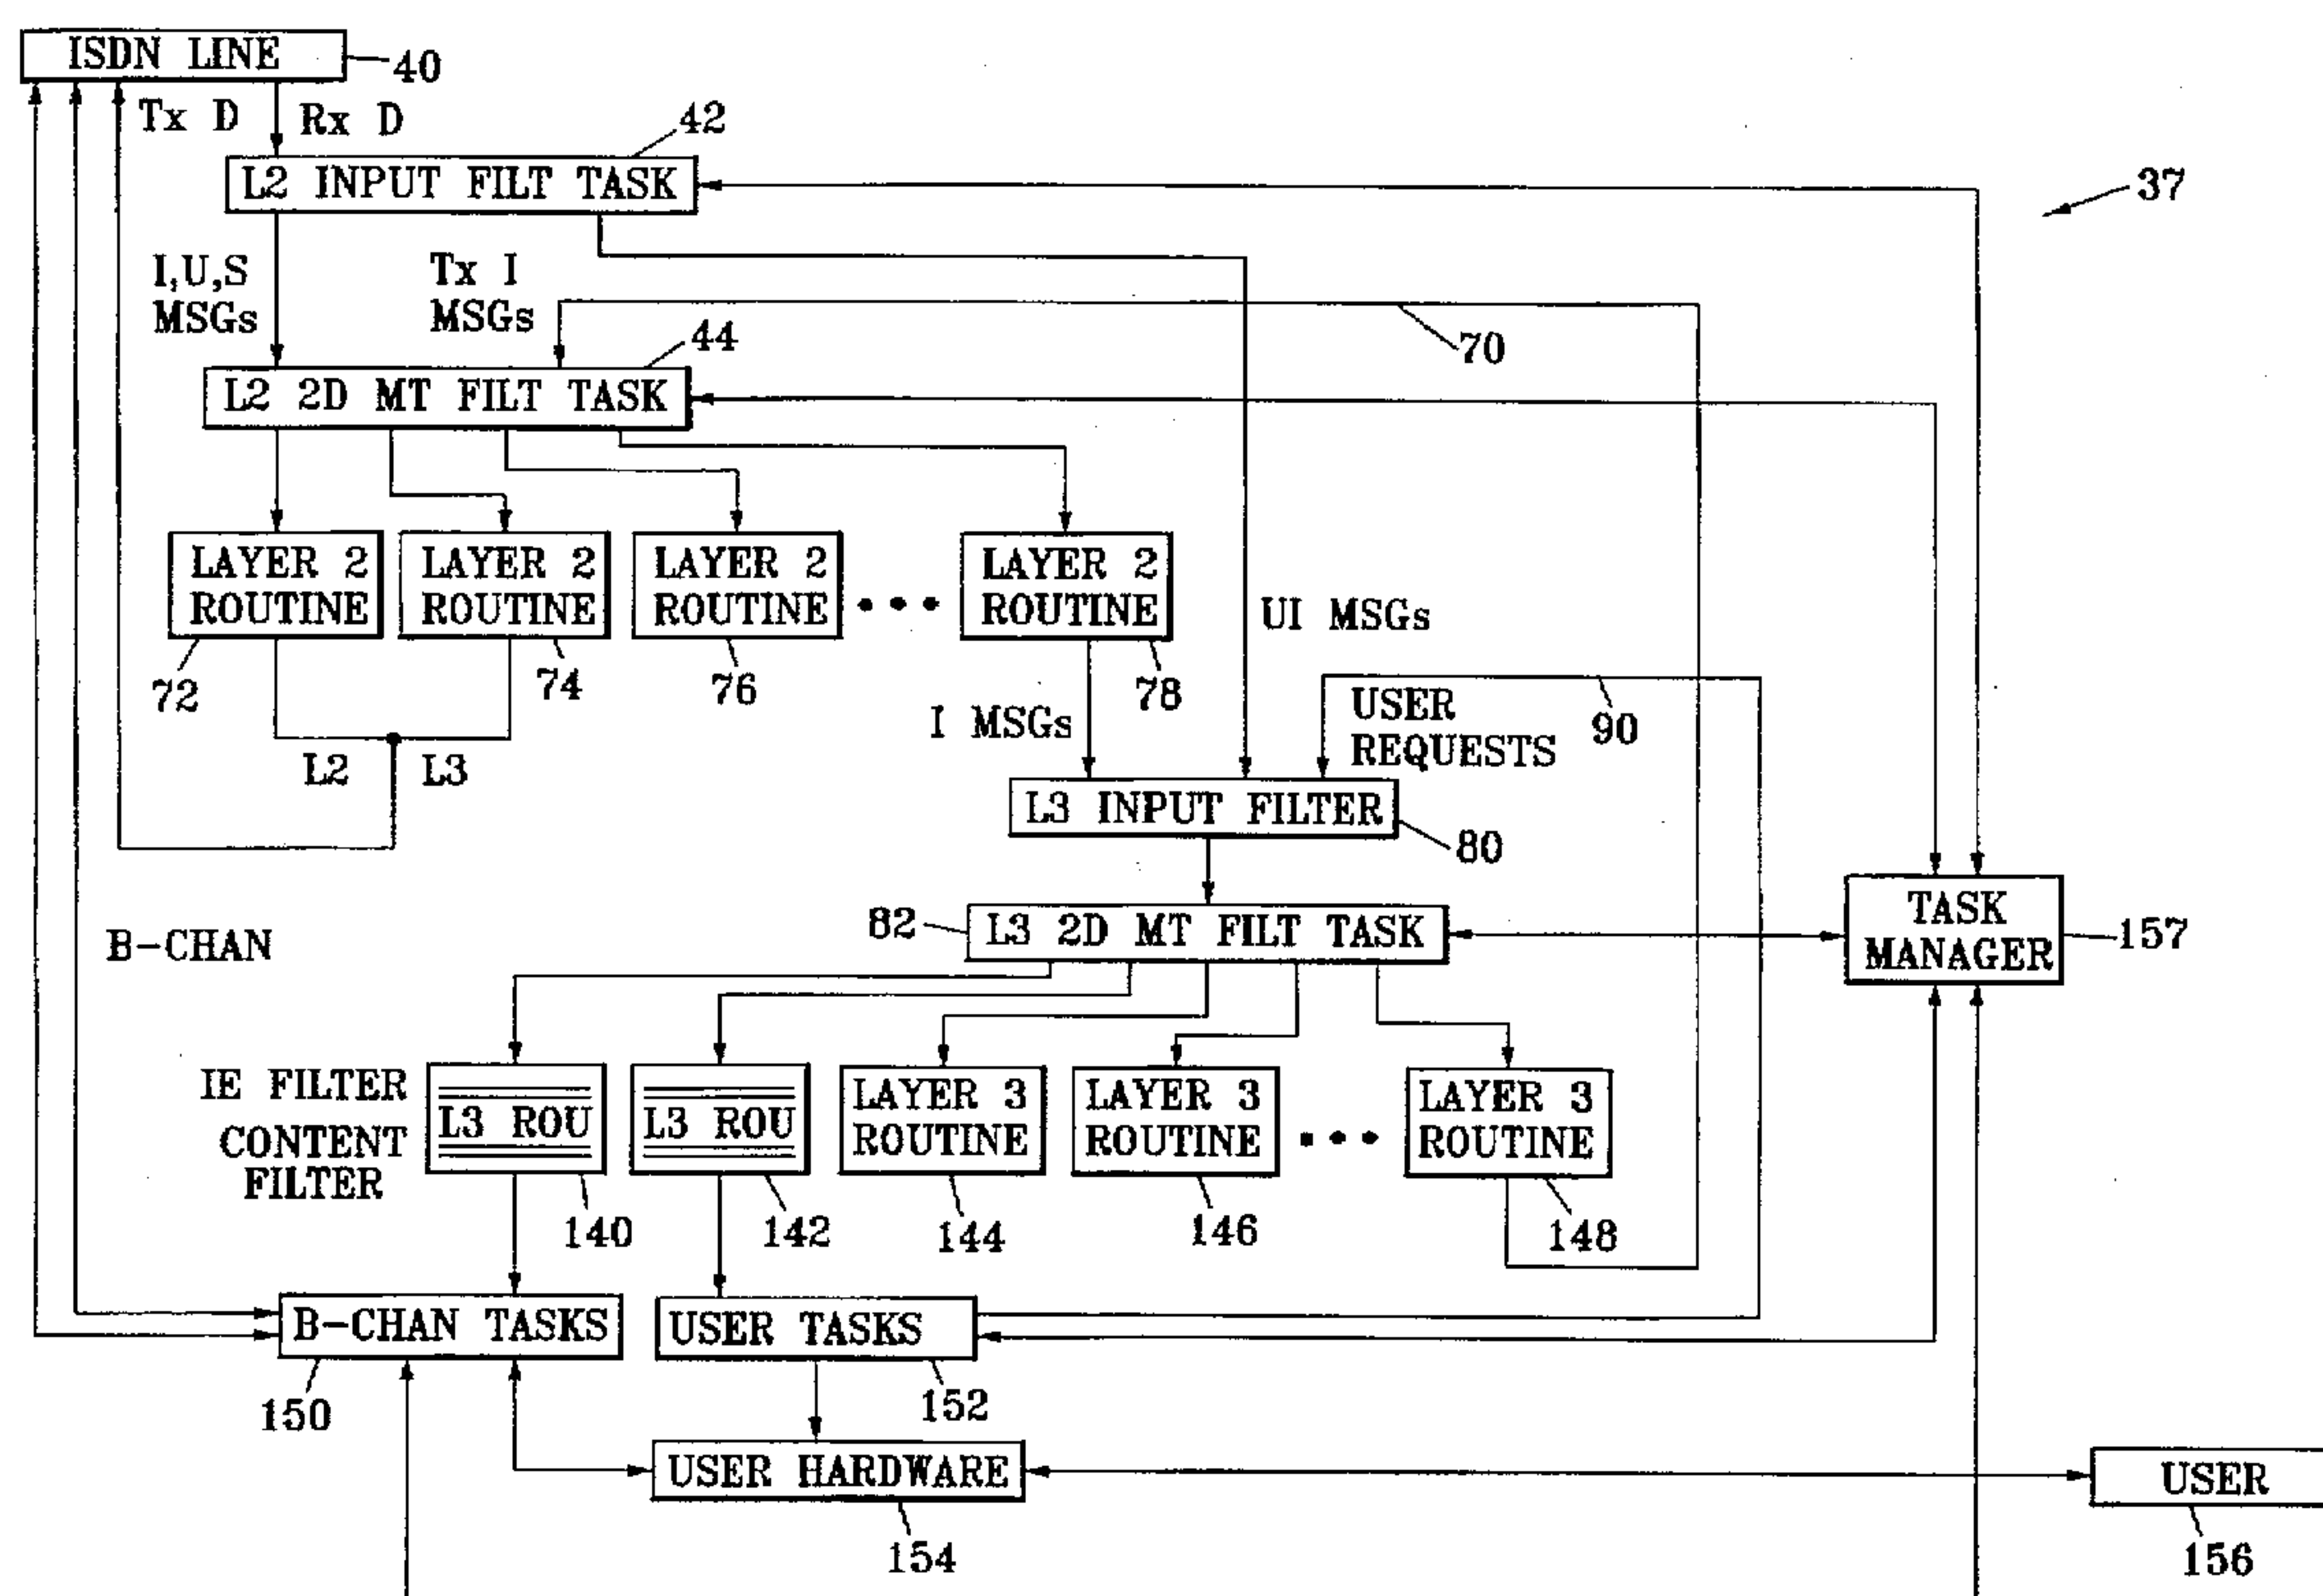 ISDN LINE
40
Tx D
Rx D
42
L2 INPUT FILT TASK
37
I,U,S
MSGs
Tx I
MSGs
44
70
L2 2D MT FILT TASK
LAYER 2
ROUTINE
LAYER 2
ROUTINE
LAYER 2
ROUTINE
LAYER 2
ROUTINE
72
74
76
78
UI MSGs
I MSGs
USER
REQUESTS
90
L2
L3
L3 INPUT FILTER
80
82
L3 2D MT FILT TASK
TASK
MANAGER
157
B-CHAN
IE FILTER
CONTENT
FILTER
L3 ROU
L3 ROU
LAYER 3
ROUTINE
LAYER 3
ROUTINE
LAYER 3
ROUTINE
140
142
144
146
148
B-CHAN TASKS
USER TASKS
150
152
USER HARDWARE
USER
154
156